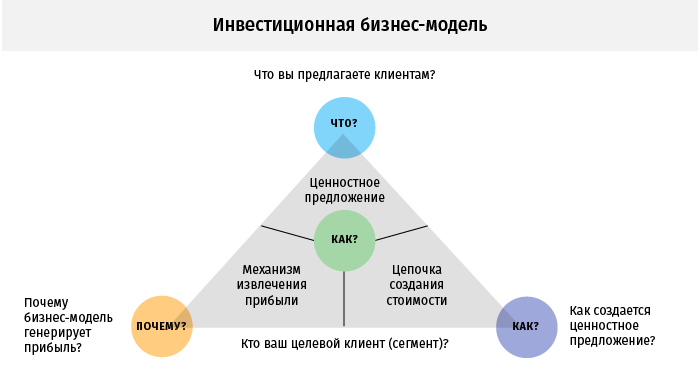 Инвестиционная бизнес-модель
Что вы предлагаете клиентам?
ЧТО?
Ценностное
предложение
КАК?
Механизм
извлечения
прибыли
Цепочка
создания
стоимости
Почему
бизнес-модель
генерирует
прибыль?
ПОЧЕМУ?
КАК?
Как создается
ценностное
предложение?
Кто ваш целевой клиент (сегмент)?